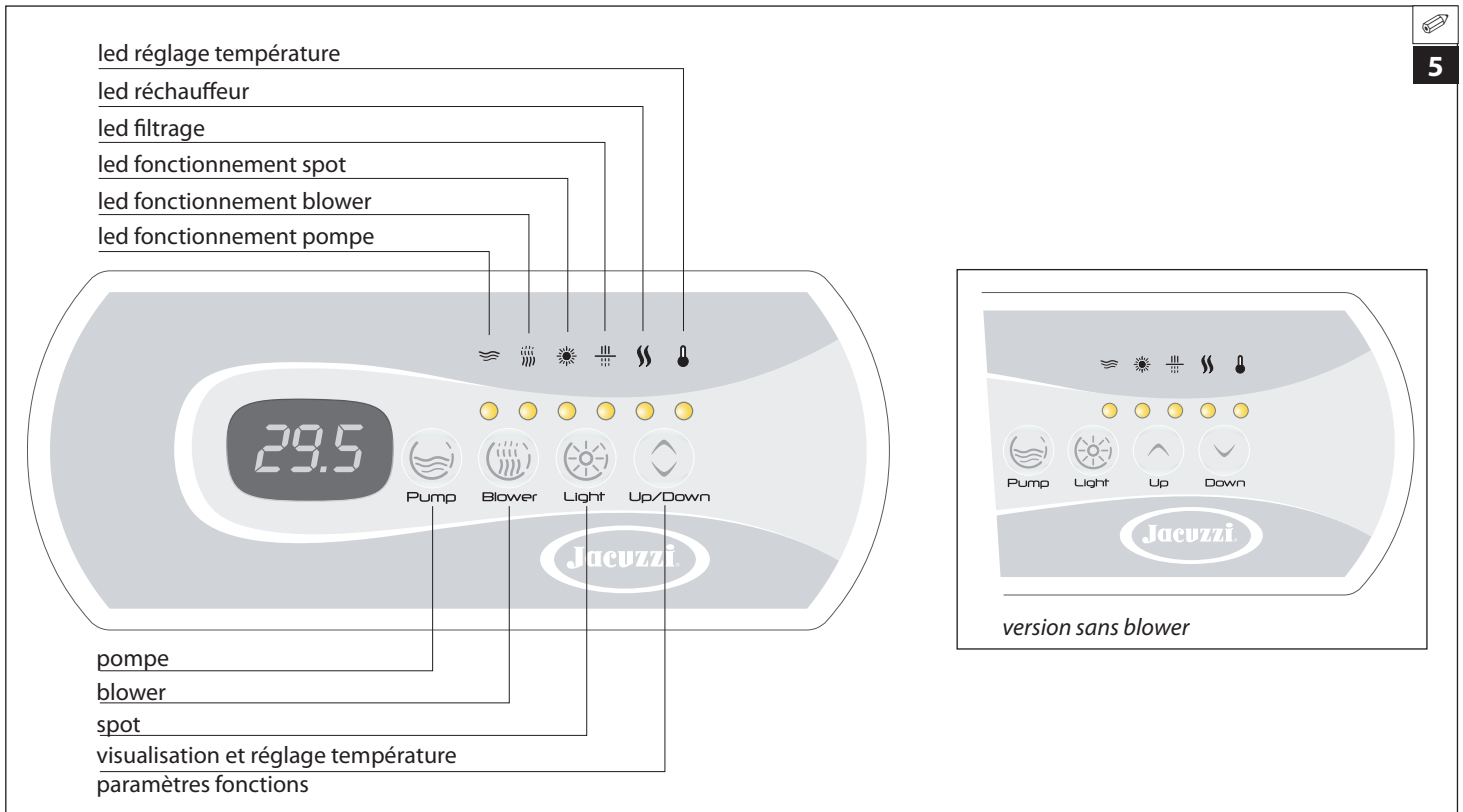 5
led réglage température
led réchauffeur
led filtrage
led fonctionnement spot
led fonctionnement blower
led fonctionnement pompe
29.5
Pump Blower Light Up/Down
Jacuzzi®
pompe
blower
spot
visualisation et réglage température
paramètres fonctions
Pump Light Up Down
Jacuzzi®
version sans blower